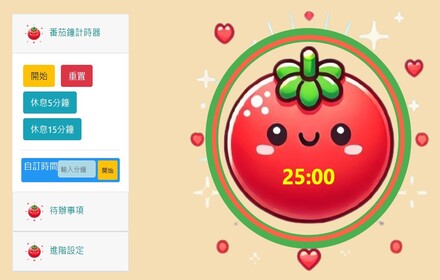 番茄鐘計時器
開始
重置
休息5分鐘
休息15分鐘
自訂時間
輸入分鐘
開始
待辦事項
進階設定
25:00